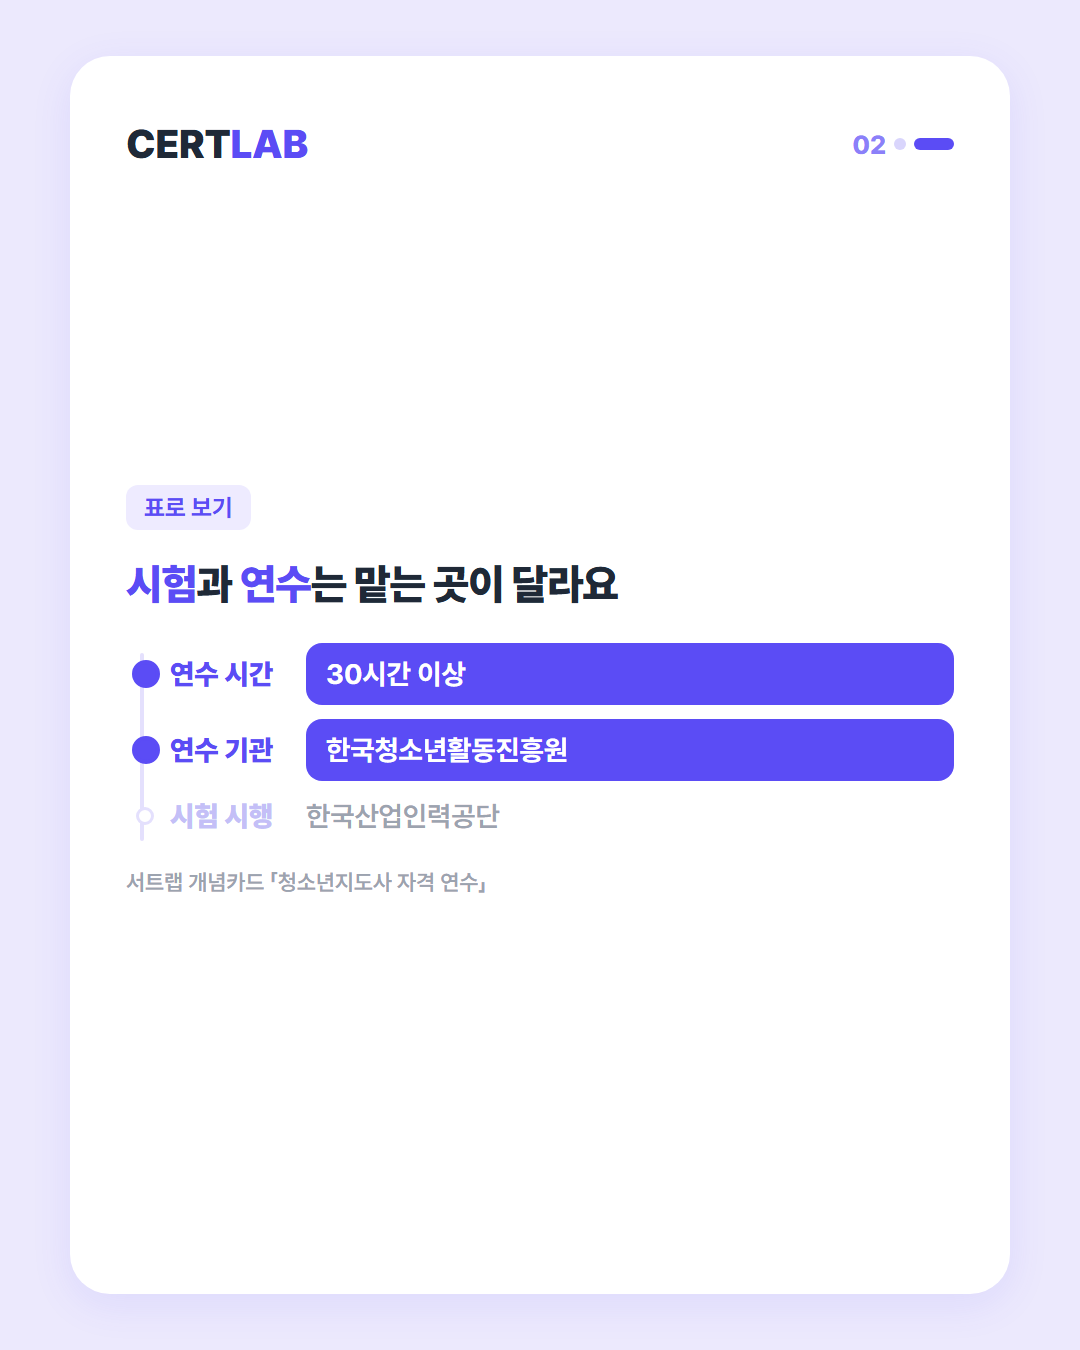 CERTLAB
02
표로 보기
시험과 연수는 맡는 곳이 달라요
연수 시간 30시간 이상
연수 기관 한국청소년활동진흥원
시험 시행 한국산업인력공단
서트랩 개념카드 「청소년지도사 자격 연수」